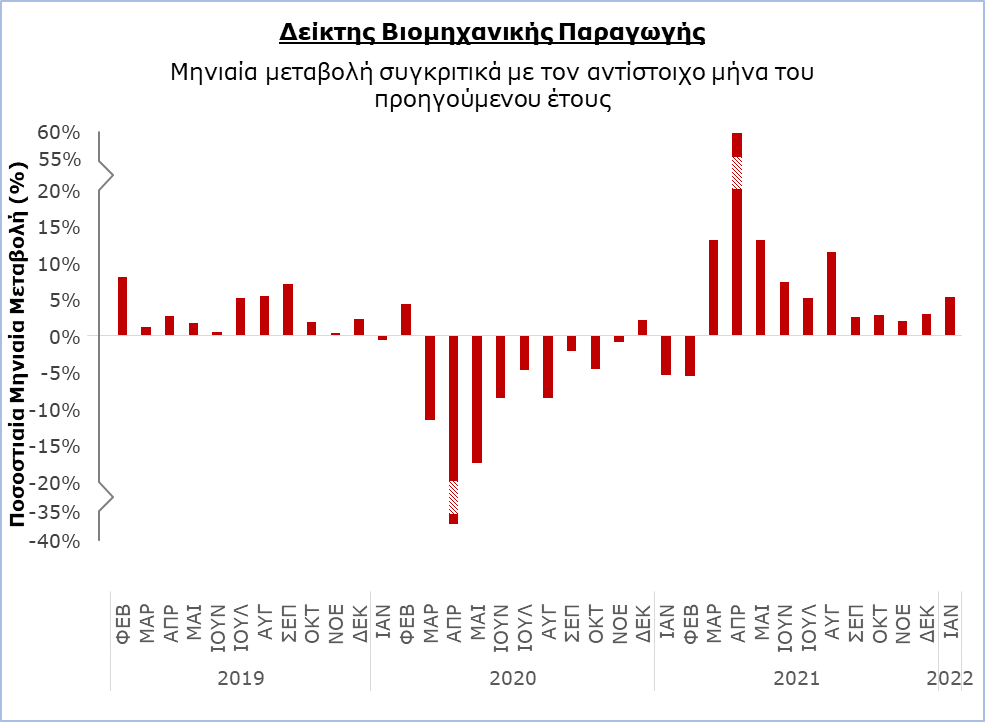 Δείκτης Βιομηχανικής Παραγωγής
Μηνιαία μεταβολή συγκριτικά με τον αντίστοιχο μήνα του
προηγούμενου έτους
Ποσοστιαία Μηνιαία Μεταβολή (%)
60%
55%
20%
15%
10%
5%
0%
-5%
-10%
-15%
-20%
-35%
-40%
ΦΕΒ ΜΑΡ ΑΠΡ ΜΑΙ ΙΟΥΝ ΙΟΥΛ ΑΥΓ ΣΕΠ ΟΚΤ ΝΟΕ ΔΕΚ ΙΑΝ ΦΕΒ ΜΑΡ ΑΠΡ ΜΑΙ ΙΟΥΝ ΙΟΥΛ ΑΥΓ ΣΕΠ ΟΚΤ ΝΟΕ ΔΕΚ ΙΑΝ ΦΕΒ ΜΑΡ ΑΠΡ ΜΑΙ ΙΟΥΝ ΙΟΥΛ ΑΥΓ ΣΕΠ ΟΚΤ ΝΟΕ ΔΕΚ ΙΑΝ
2019 2020 2021 2022